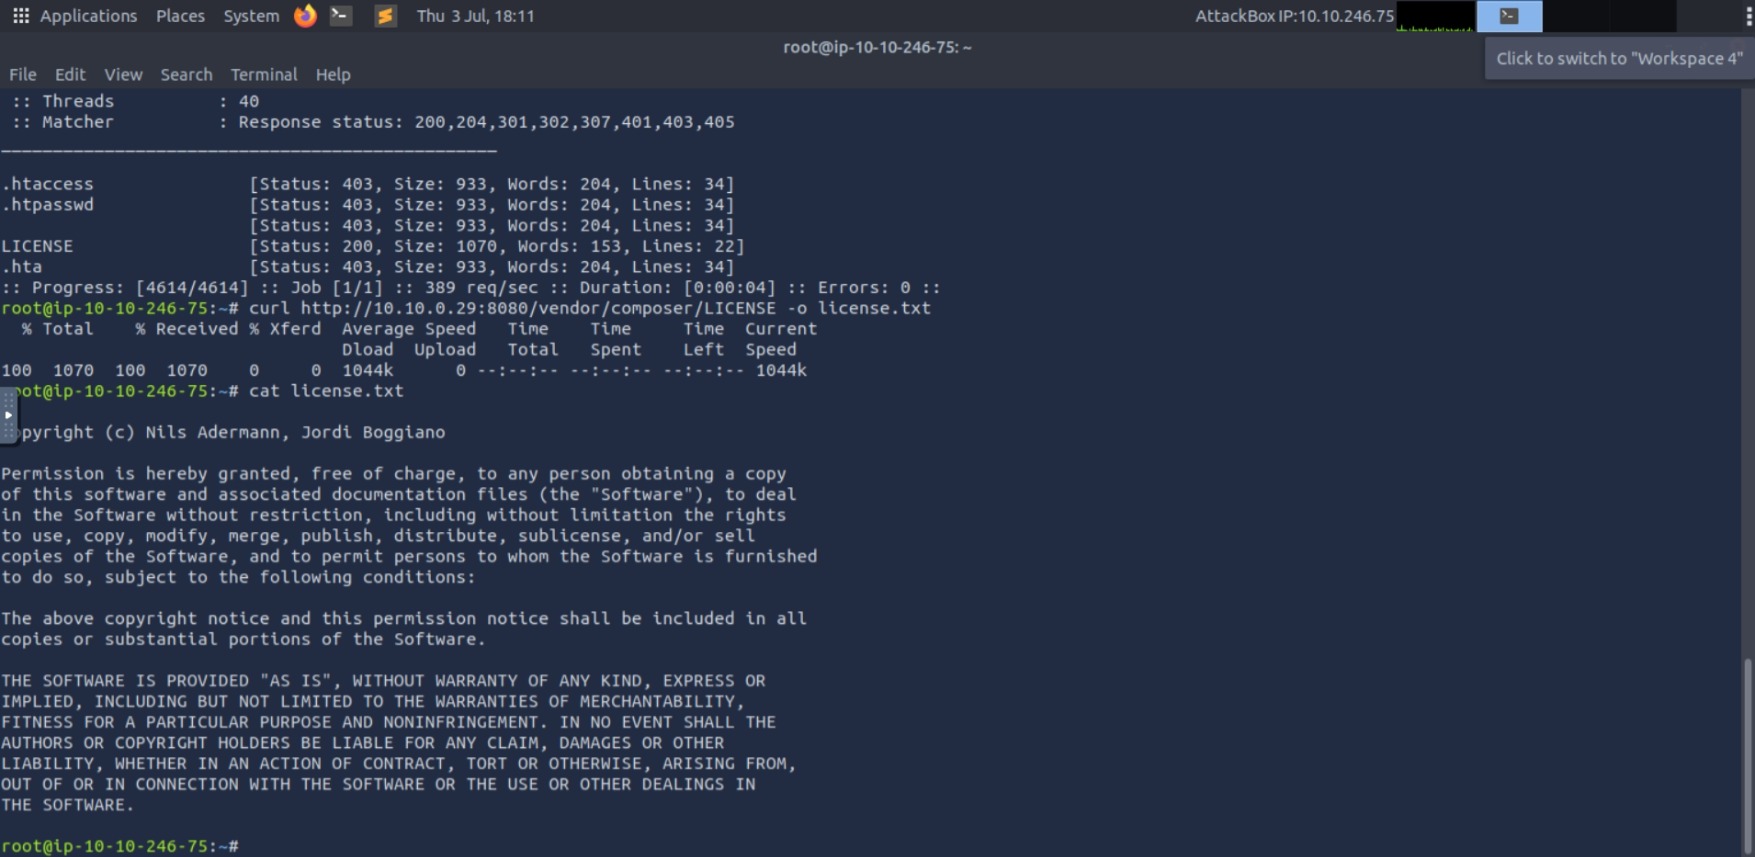 Applications Places System Thu 3 Jul, 18:11 AttackBox IP:10.10.246.75
root@ip-10-10-246-75: ~
Click to switch to "Workspace 4"
File Edit View Search Terminal Help
:: Threads : 40
:: Matcher : Response status: 200,204,301,302,307,401,403,405
________________________________________________
.htaccess [Status: 403, Size: 933, Words: 204, Lines: 34]
.htpasswd [Status: 403, Size: 933, Words: 204, Lines: 34]
[Status: 403, Size: 933, Words: 204, Lines: 34]
LICENSE [Status: 200, Size: 1070, Words: 153, Lines: 22]
.hta [Status: 403, Size: 933, Words: 204, Lines: 34]
:: Progress: [4614/4614] :: Job [1/1] :: 389 req/sec :: Duration: [0:00:04] :: Errors: 0 ::
root@ip-10-10-246-75:~# curl http://10.10.0.29:8080/vendor/composer/LICENSE -o license.txt
% Total % Received % Xferd Average Speed Time Time Time Current
Dload Upload Total Spent Left Speed
100 1070 100 1070 0 0 1044k 0 --:--:-- --:--:-- --:--:-- 1044k
oot@ip-10-10-246-75:~# cat license.txt
pyright (c) Nils Adermann, Jordi Boggiano
Permission is hereby granted, free of charge, to any person obtaining a copy
of this software and associated documentation files (the "Software"), to deal
in the Software without restriction, including without limitation the rights
to use, copy, modify, merge, publish, distribute, sublicense, and/or sell
copies of the Software, and to permit persons to whom the Software is furnished
to do so, subject to the following conditions:
The above copyright notice and this permission notice shall be included in all
copies or substantial portions of the Software.
THE SOFTWARE IS PROVIDED "AS IS", WITHOUT WARRANTY OF ANY KIND, EXPRESS OR
IMPLIED, INCLUDING BUT NOT LIMITED TO THE WARRANTIES OF MERCHANTABILITY,
FITNESS FOR A PARTICULAR PURPOSE AND NONINFRINGEMENT. IN NO EVENT SHALL THE
AUTHORS OR COPYRIGHT HOLDERS BE LIABLE FOR ANY CLAIM, DAMAGES OR OTHER
LIABILITY, WHETHER IN AN ACTION OF CONTRACT, TORT OR OTHERWISE, ARISING FROM,
OUT OF OR IN CONNECTION WITH THE SOFTWARE OR THE USE OR OTHER DEALINGS IN
THE SOFTWARE.
root@ip-10-10-246-75:~#